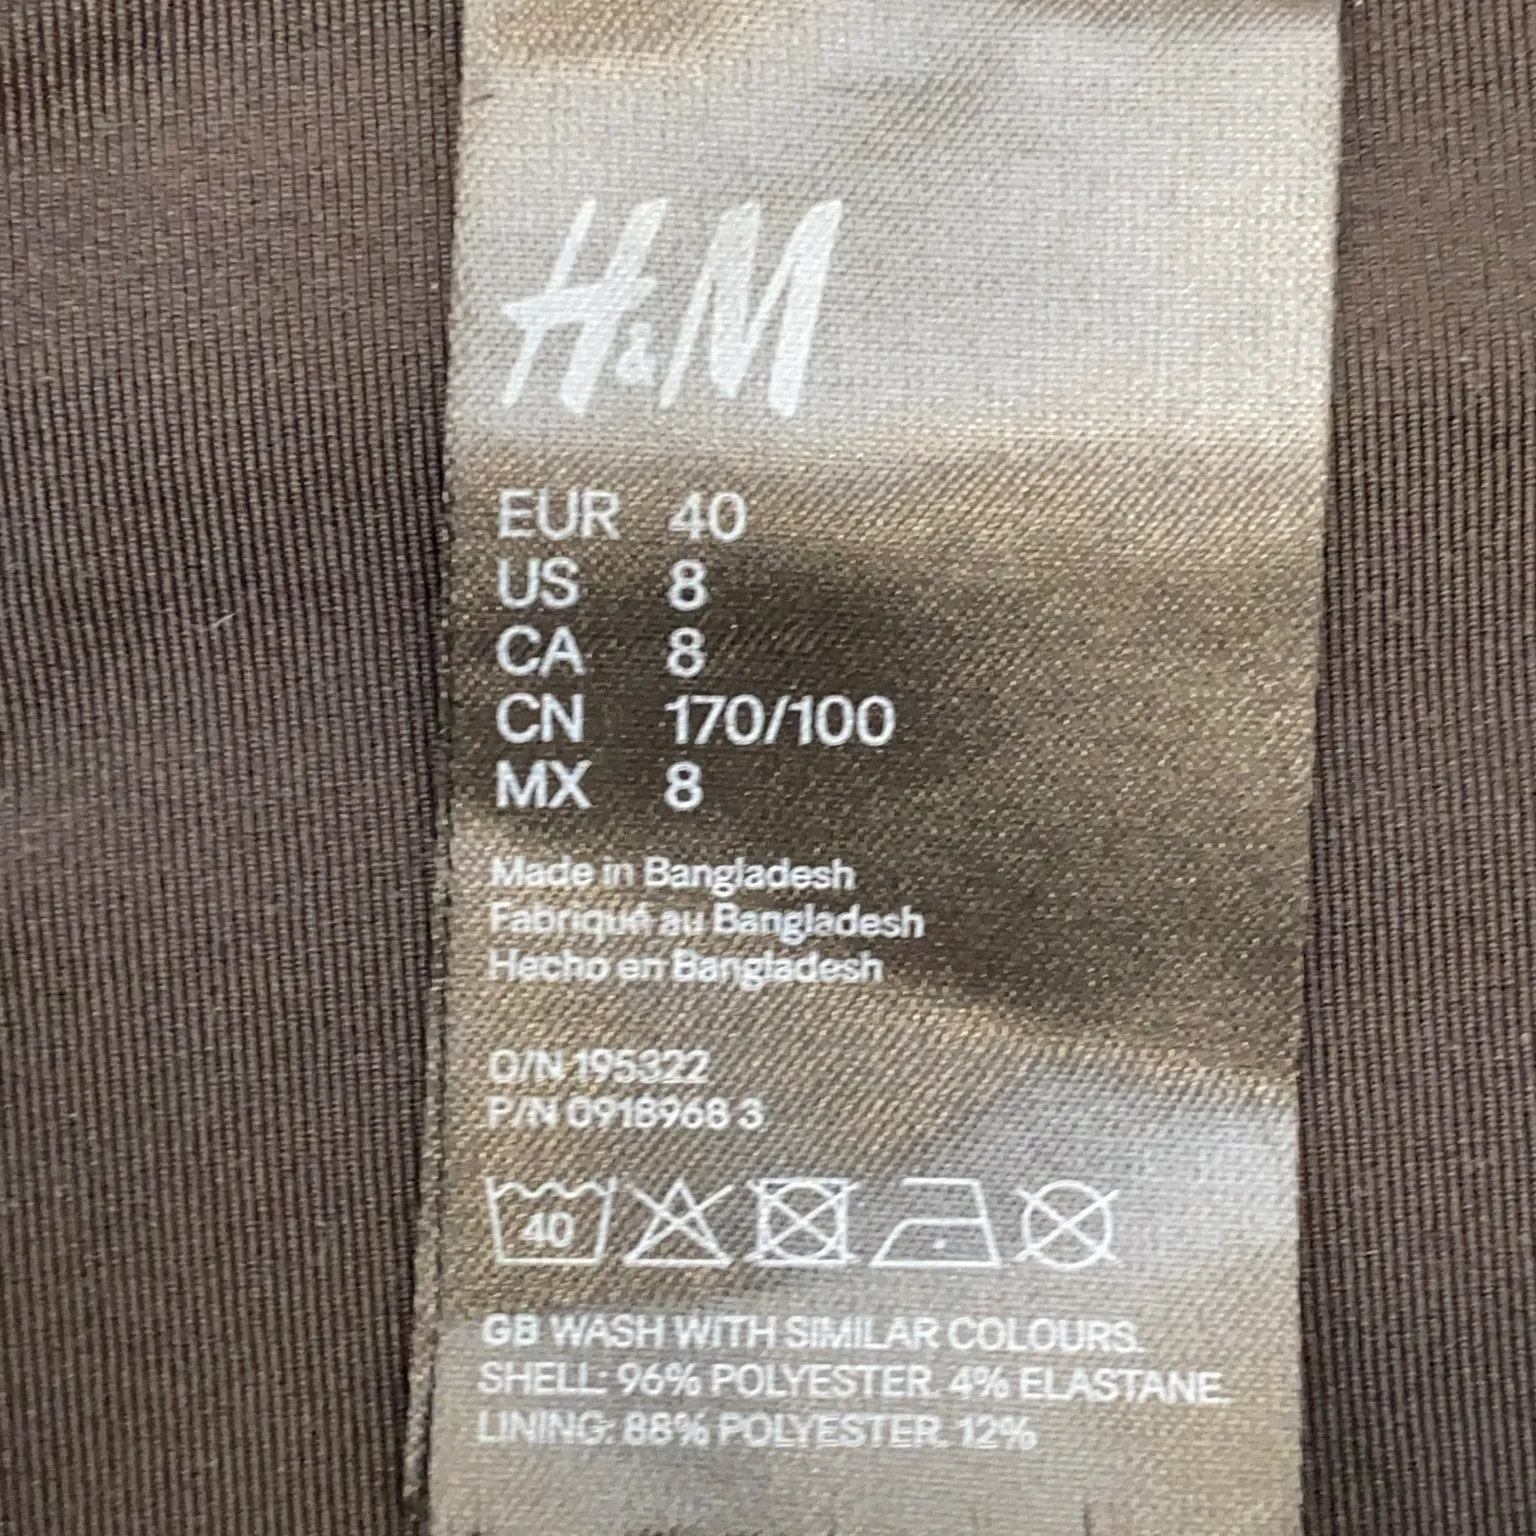 H&M
EUR 40
US 8
CA 8
CN 170/100
MX 8
Made in Bangladesh
Fabriqué au Bangladesh
Hecho en Bangladesh
O/N 195322
P/N 0918968 3
40
GB WASH WITH SIMILAR COLOURS.
SHELL: 96% POLYESTER. 4% ELASTANE.
LINING: 88% POLYESTER. 12%